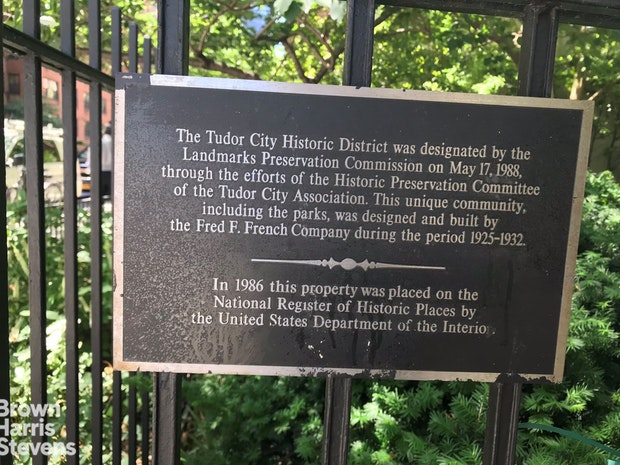 The Tudor City Historic District was designated by the
Landmarks Preservation Commission on May 17, 1988,
through the efforts of the Historic Preservation Committee
of the Tudor City Association. This unique community,
including the parks, was designed and built by
the Fred F. French Company during the period 1925-1932.
In 1986 this property was placed on the
National Register of Historic Places by
the United States Department of the Interior.
Brown
Harris
Stevens